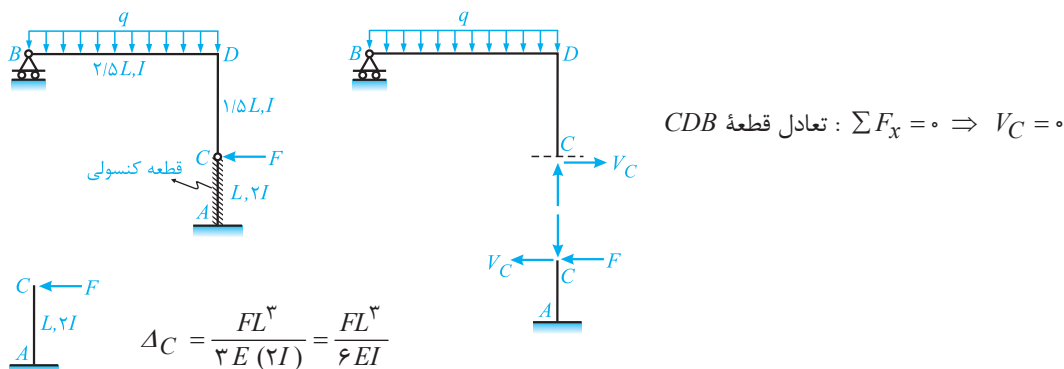 q
B
D
۲/۵L,I
۱/۵L,I
C
F
قطعه کنسولی
L,۲I
A
q
B
D
C
V_C
V_C
F
C
A
تعادل قطعهٔ CDB : ∑F_x = ۰ ⇒ V_C = ۰
C
F
L,۲I
A
Δ_C = FL^۳ / ۳E (۲I) = FL^۳ / ۶EI